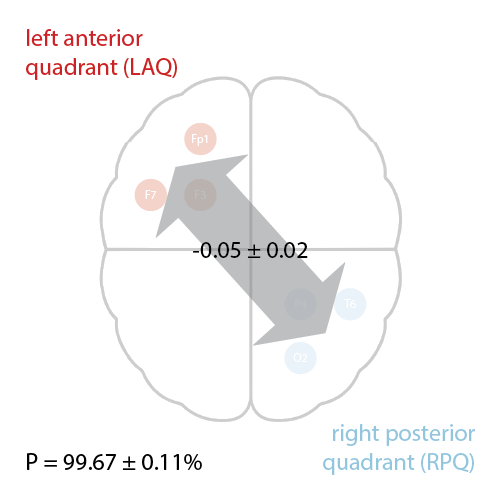 left anterior
quadrant (LAQ)
Fp1
F7
F3
-0.05 ± 0.02
T6
O2
right posterior
quadrant (RPQ)
P = 99.67 ± 0.11%